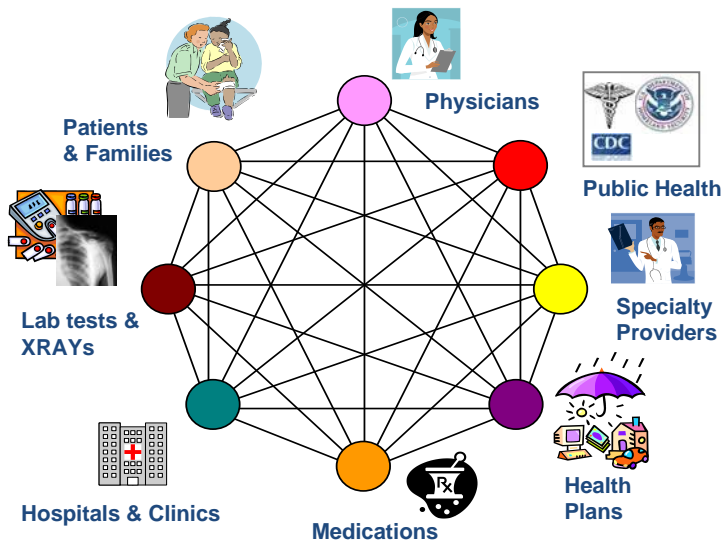 Physicians
Patients
& Families
CDC
Public Health
Lab tests &
XRAYs
Specialty
Providers
Rx
Health
Plans
Hospitals & Clinics
Medications